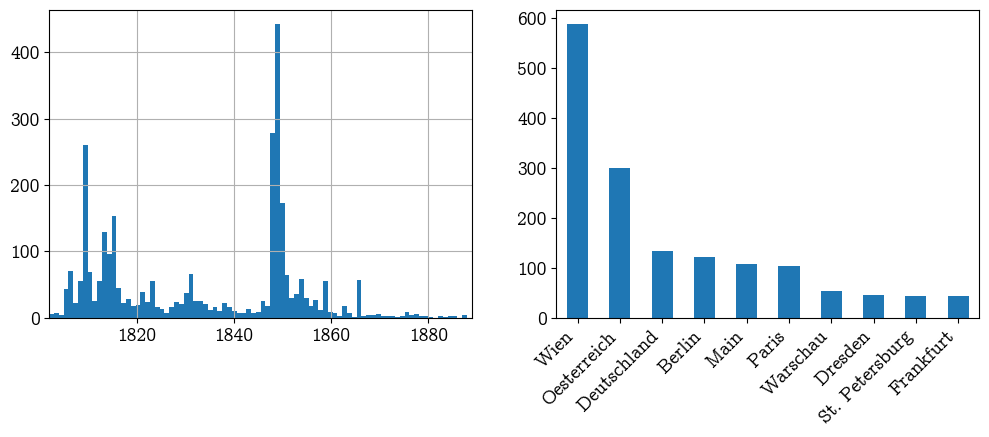 400
300
200
100
0
1820 1840 1860 1880
600
500
400
300
200
100
0
Wien
Oesterreich
Deutschland
Berlin
Main
Paris
Warschau
Dresden
St. Petersburg
Frankfurt